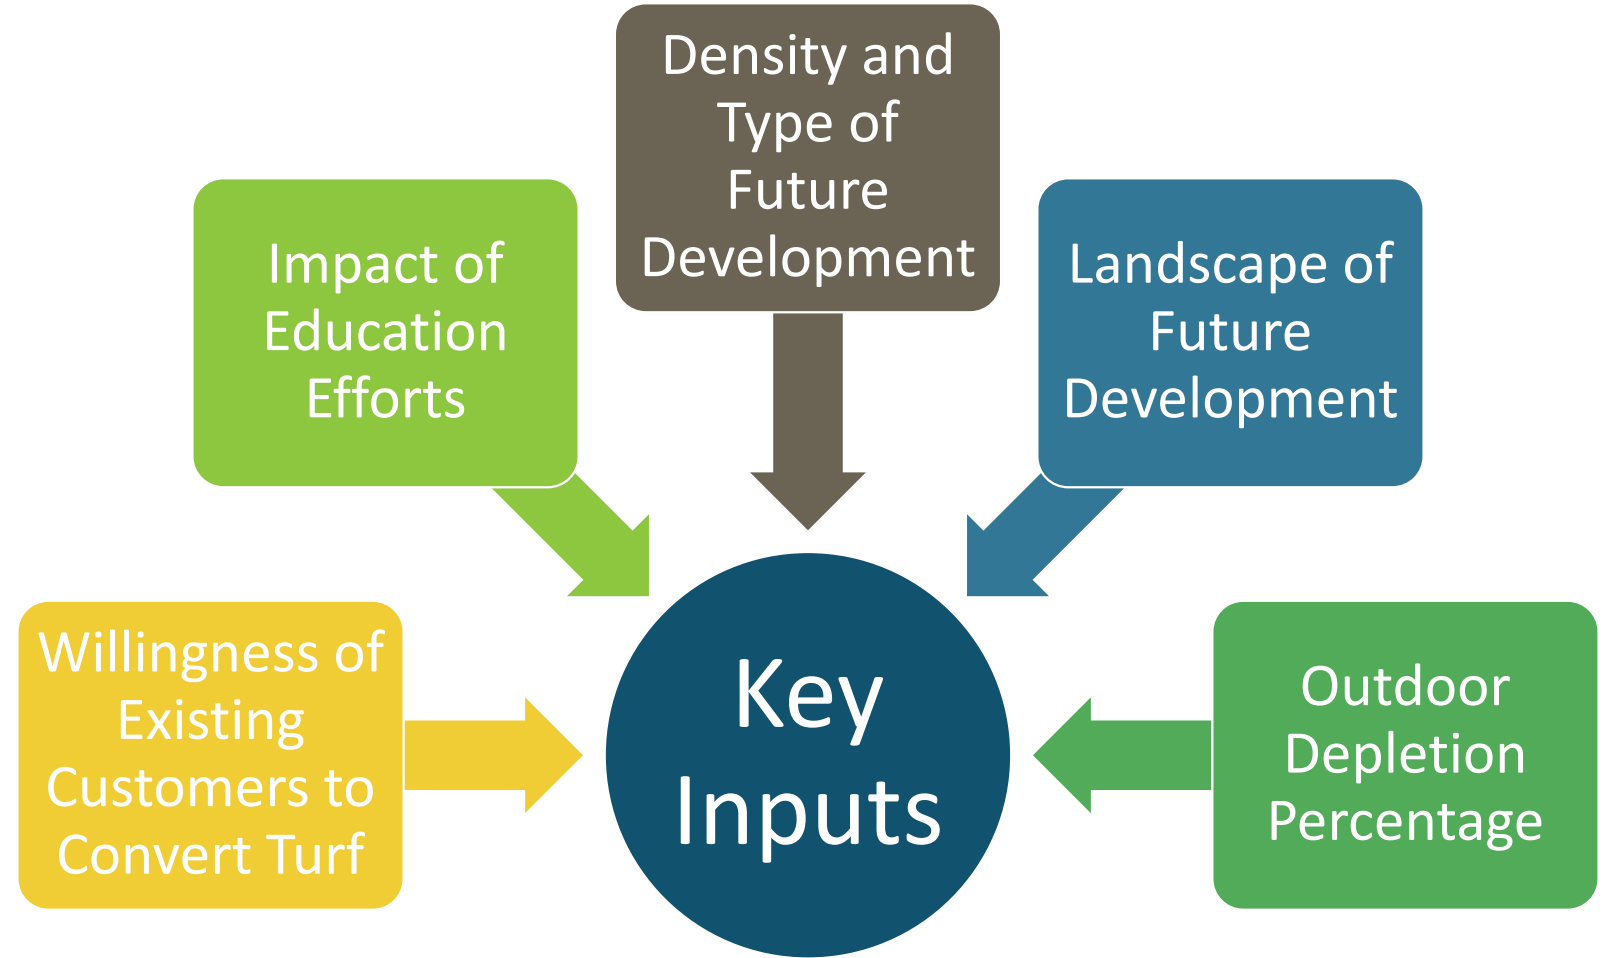 Density and
Type of
Future
Development
Impact of
Education
Efforts
Landscape of
Future
Development
Willingness of
Existing
Customers to
Convert Turf
Key
Inputs
Outdoor
Depletion
Percentage